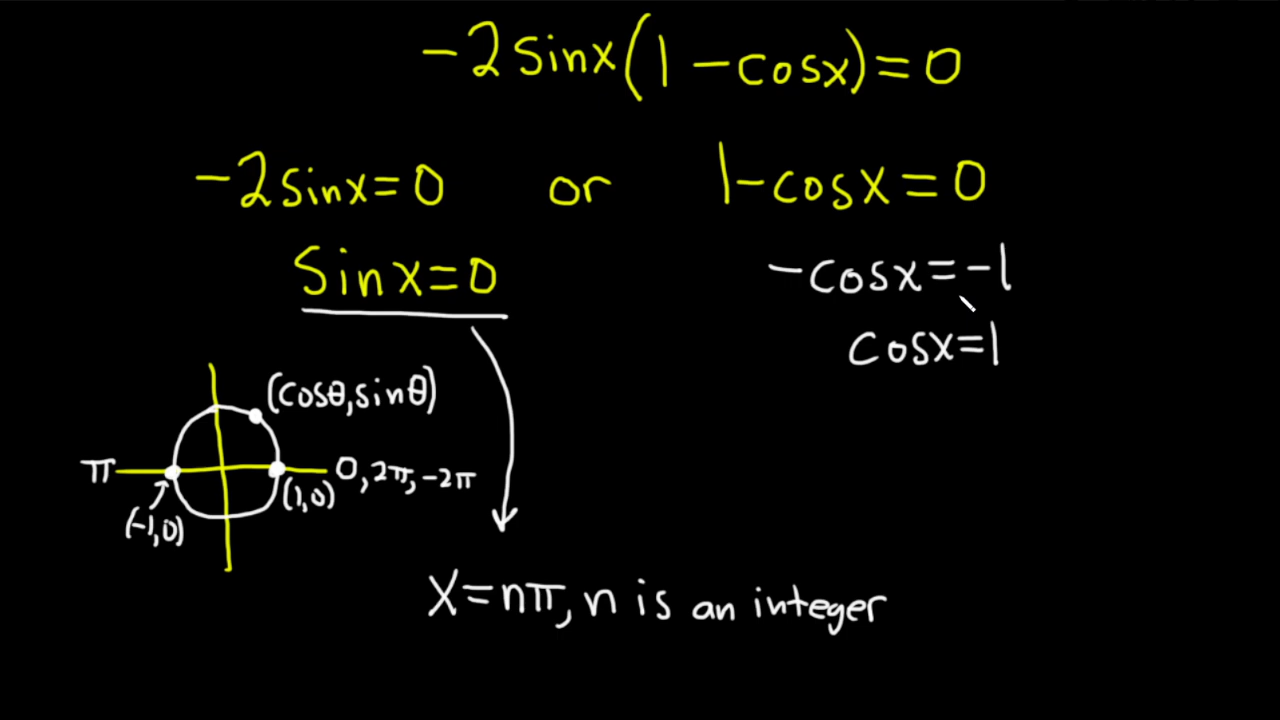 -2sinx(1-cosx)=0
-2sinx=0 or 1-cosx=0
Sinx=0 -cosx=-1
cosx=1
(cosθ,sinθ)
π 0,2π,-2π
(-1,0) (1,0)
X=nπ, n is an integer